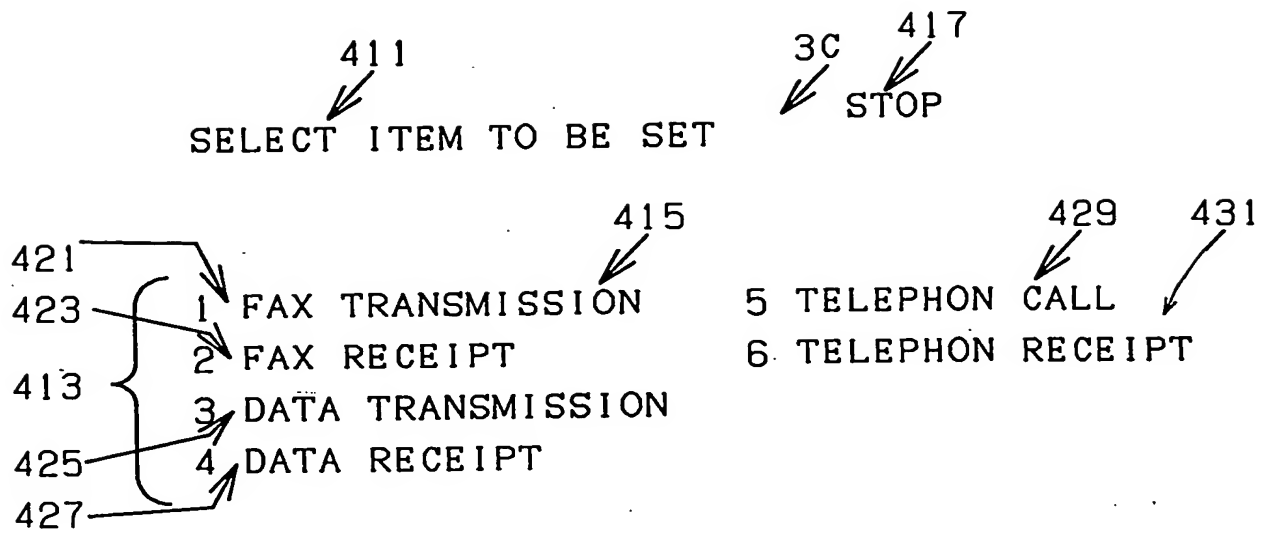 411 3C 417
SELECT ITEM TO BE SET STOP
415 429 431
421
1 FAX TRANSMISSION 5 TELEPHON CALL
423
2 FAX RECEIPT 6 TELEPHON RECEIPT
413
3 DATA TRANSMISSION
425 4 DATA RECEIPT
427